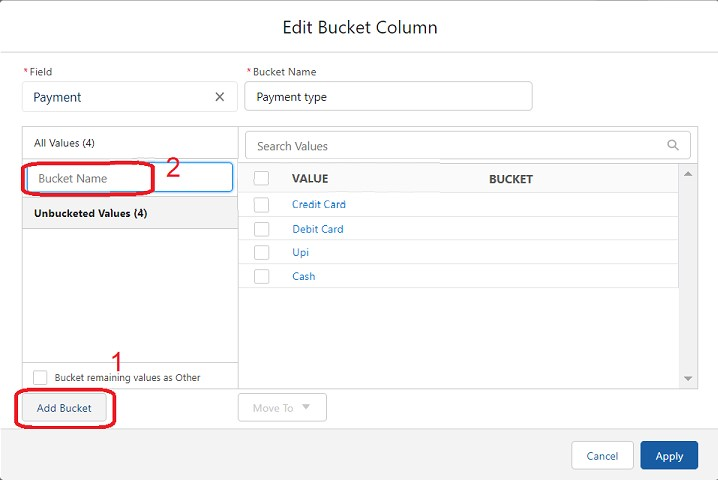 Edit Bucket Column
*Field
*Bucket Name
Payment
Payment type
All Values (4)
Search Values
Bucket Name
2
VALUE
BUCKET
Unbucketed Values (4)
Credit Card
Debit Card
Upi
Cash
1
Bucket remaining values as Other
Add Bucket
Move To
Cancel
Apply